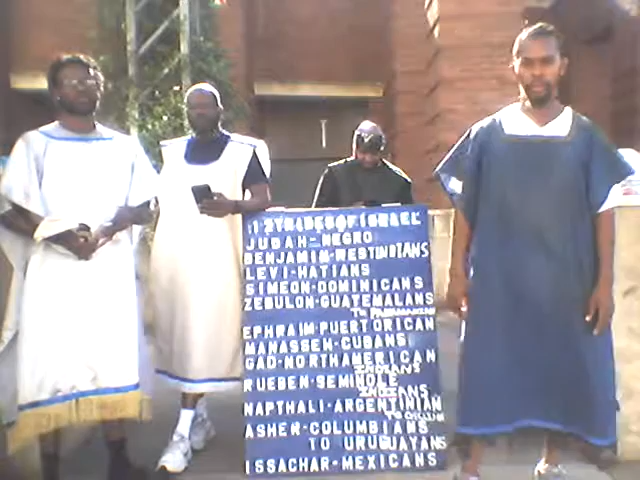 12 TRIBES OF ISRAEL
JUDAH-NEGRO
BENJAMIN-WESTINDIANS
LEVI-HATIANS
SIMEON-DOMINICANS
ZEBULON-GUATEMALANS
TO PANAMANIAN
EPHRAIM-PUERTORICAN
MANASSEH-CUBANS
GAD-NORTHAMERICAN
INDIANS
RUEBEN-SEMINOLE
INDIANS
NAPTHALI-ARGENTINIAN
TO CHILIAN
ASHER-COLUMBIANS
TO URUGUAYANS
ISSACHAR-MEXICANS